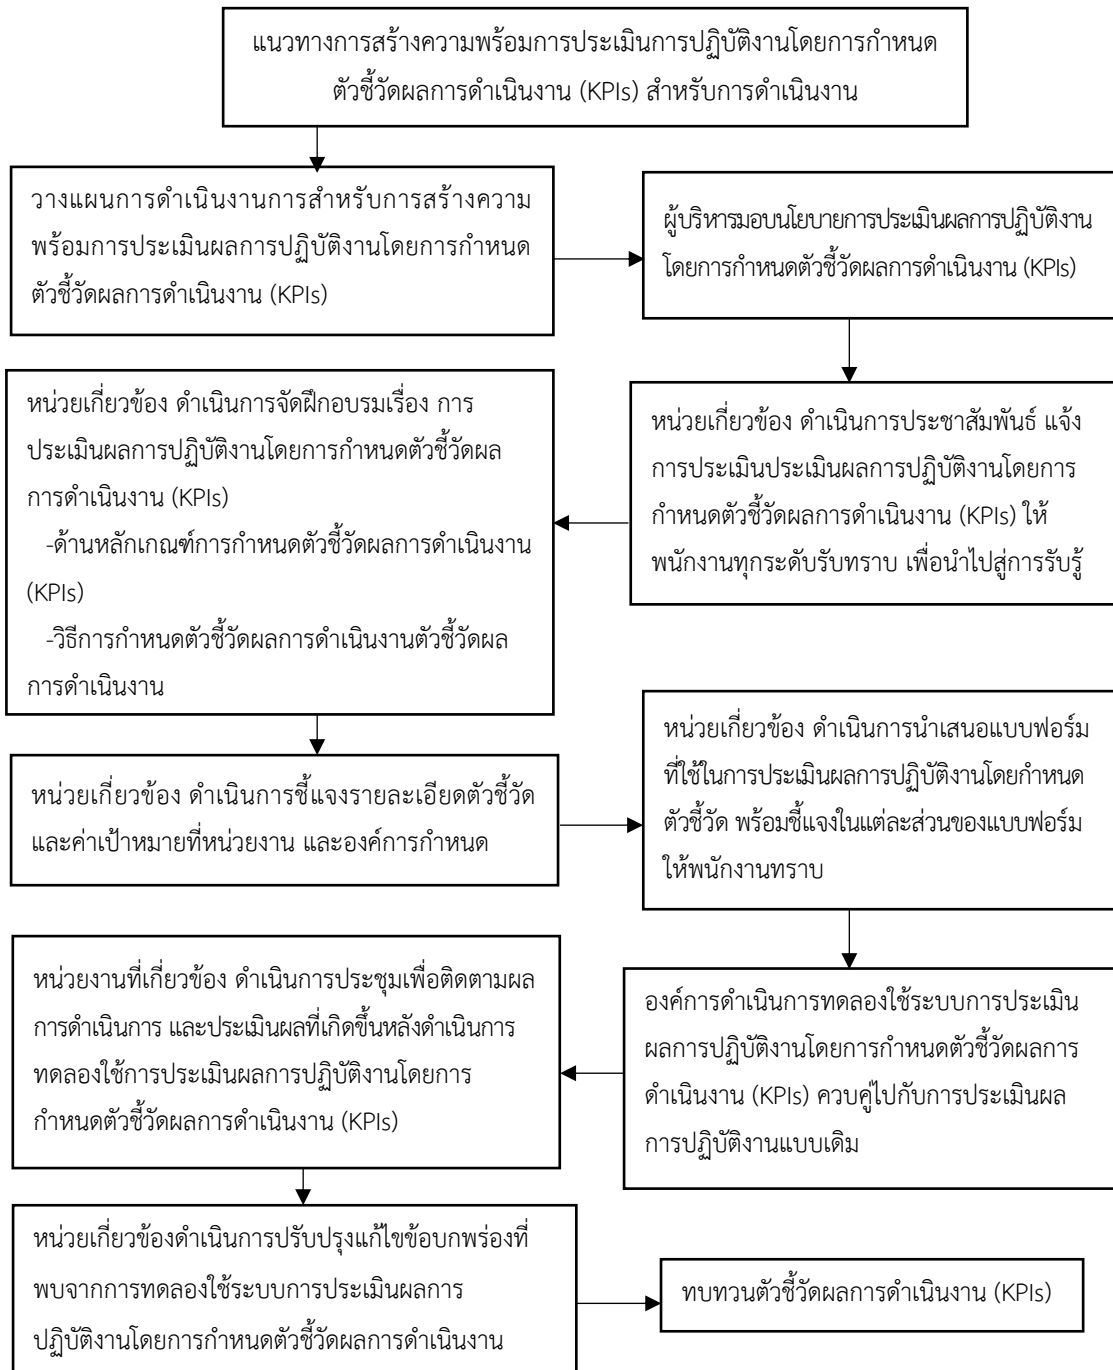 แนวทางการสร้างความพร้อมการประเมินการปฏิบัติงานโดยการกำหนด
ตัวชี้วัดผลการดำเนินงาน (KPIs) สำหรับการดำเนินงาน
วางแผนการดำเนินงานการสำหรับการสร้างความ
พร้อมการประเมินผลการปฏิบัติงานโดยการกำหนด
ตัวชี้วัดผลการดำเนินงาน (KPIs)
ผู้บริหารมอบนโยบายการประเมินผลการปฏิบัติงาน
โดยการกำหนดตัวชี้วัดผลการดำเนินงาน (KPIs)
หน่วยเกี่ยวข้อง ดำเนินการประชาสัมพันธ์ แจ้ง
การประเมินประเมินผลการปฏิบัติงานโดยการ
กำหนดตัวชี้วัดผลการดำเนินงาน (KPIs) ให้
พนักงานทุกระดับรับทราบ เพื่อนำไปสู่การรับรู้
หน่วยเกี่ยวข้อง ดำเนินการจัดฝึกอบรมเรื่อง การ
ประเมินผลการปฏิบัติงานโดยการกำหนดตัวชี้วัดผล
การดำเนินงาน (KPIs)
-ด้านหลักเกณฑ์การกำหนดตัวชี้วัดผลการดำเนินงาน
(KPIs)
-วิธีการกำหนดตัวชี้วัดผลการดำเนินงานตัวชี้วัดผล
การดำเนินงาน
หน่วยเกี่ยวข้อง ดำเนินการชี้แจงรายละเอียดตัวชี้วัด
และค่าเป้าหมายที่หน่วยงาน และองค์การกำหนด
หน่วยเกี่ยวข้อง ดำเนินการนำเสนอแบบฟอร์ม
ที่ใช้ในการประเมินผลการปฏิบัติงานโดยกำหนด
ตัวชี้วัด พร้อมชี้แจงในแต่ละส่วนของแบบฟอร์ม
ให้พนักงานทราบ
องค์การดำเนินการทดลองใช้ระบบการประเมิน
ผลการปฏิบัติงานโดยการกำหนดตัวชี้วัดผลการ
ดำเนินงาน (KPIs) ควบคู่ไปกับการประเมินผล
การปฏิบัติงานแบบเดิม
หน่วยงานที่เกี่ยวข้อง ดำเนินการประชุมเพื่อติดตามผล
การดำเนินการ และประเมินผลที่เกิดขึ้นหลังดำเนินการ
ทดลองใช้การประเมินผลการปฏิบัติงานโดยการ
กำหนดตัวชี้วัดผลการดำเนินงาน (KPIs)
หน่วยเกี่ยวข้องดำเนินการปรับปรุงแก้ไขข้อบกพร่องที่
พบจากการทดลองใช้ระบบการประเมินผลการ
ปฏิบัติงานโดยการกำหนดตัวชี้วัดผลการดำเนินงาน
ทบทวนตัวชี้วัดผลการดำเนินงาน (KPIs)